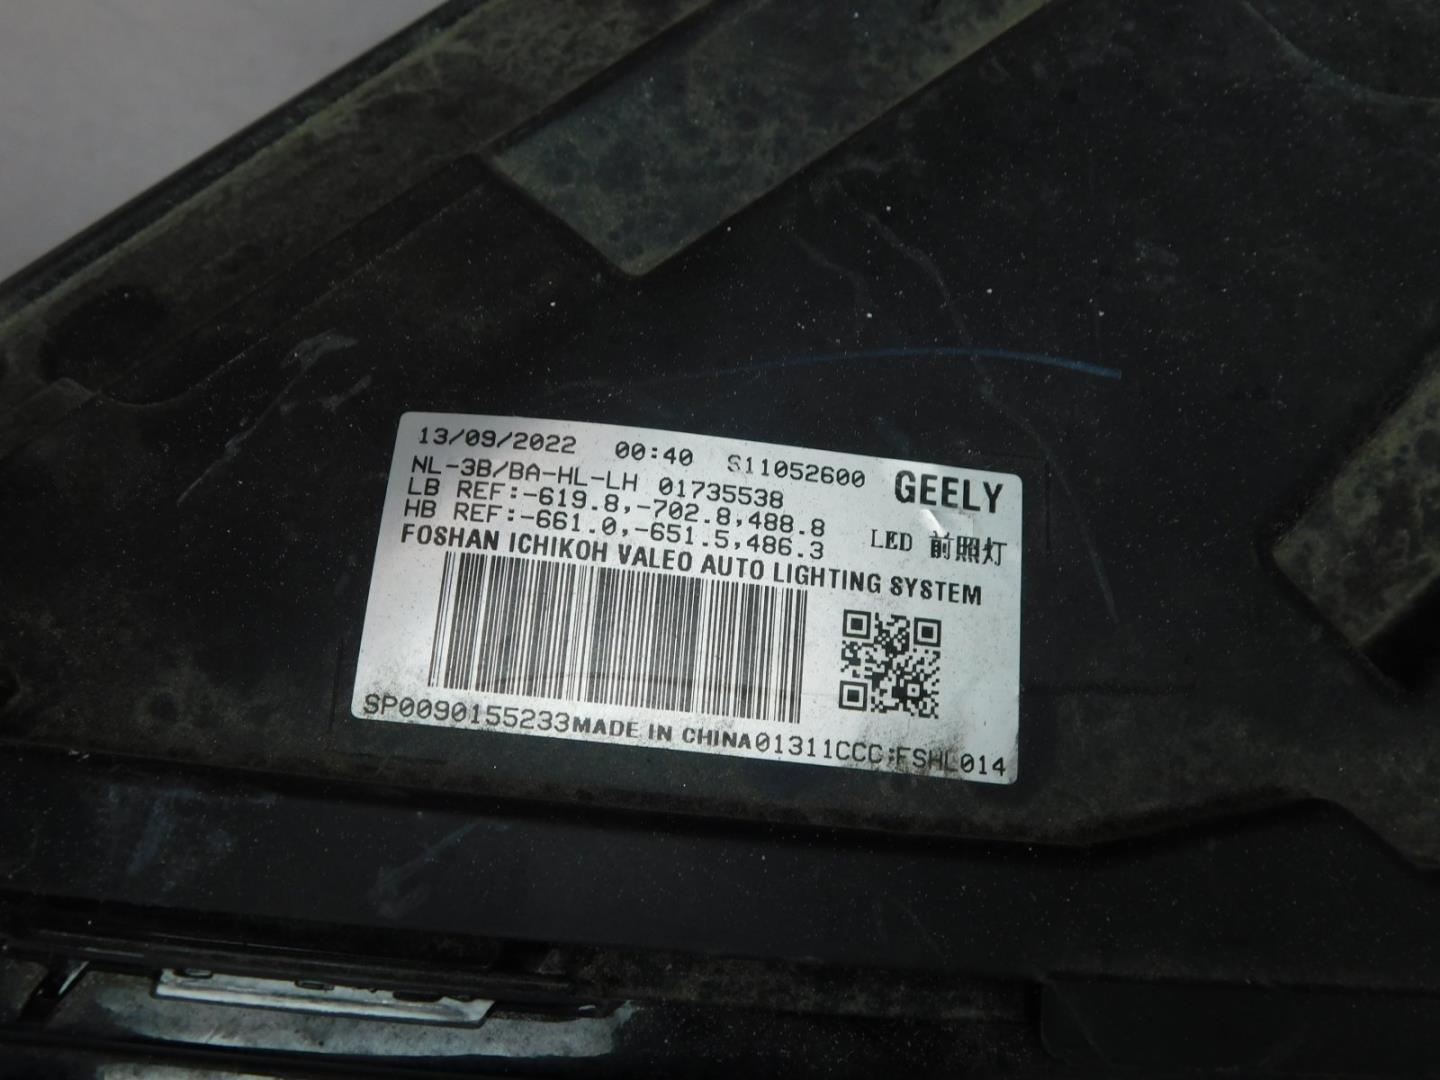 13/09/2022 00:40 S11052600
NL-3B/BA-HL-LH 01735538
GEELY
LB REF:-619.8,-702.8,488.8
HB REF:-661.0,-651.5,486.3
LED 前照灯
FOSHAN ICHIKOH VALEO AUTO LIGHTING SYSTEM
SP0090155233MADE IN CHINA01311CCC:FSHL014